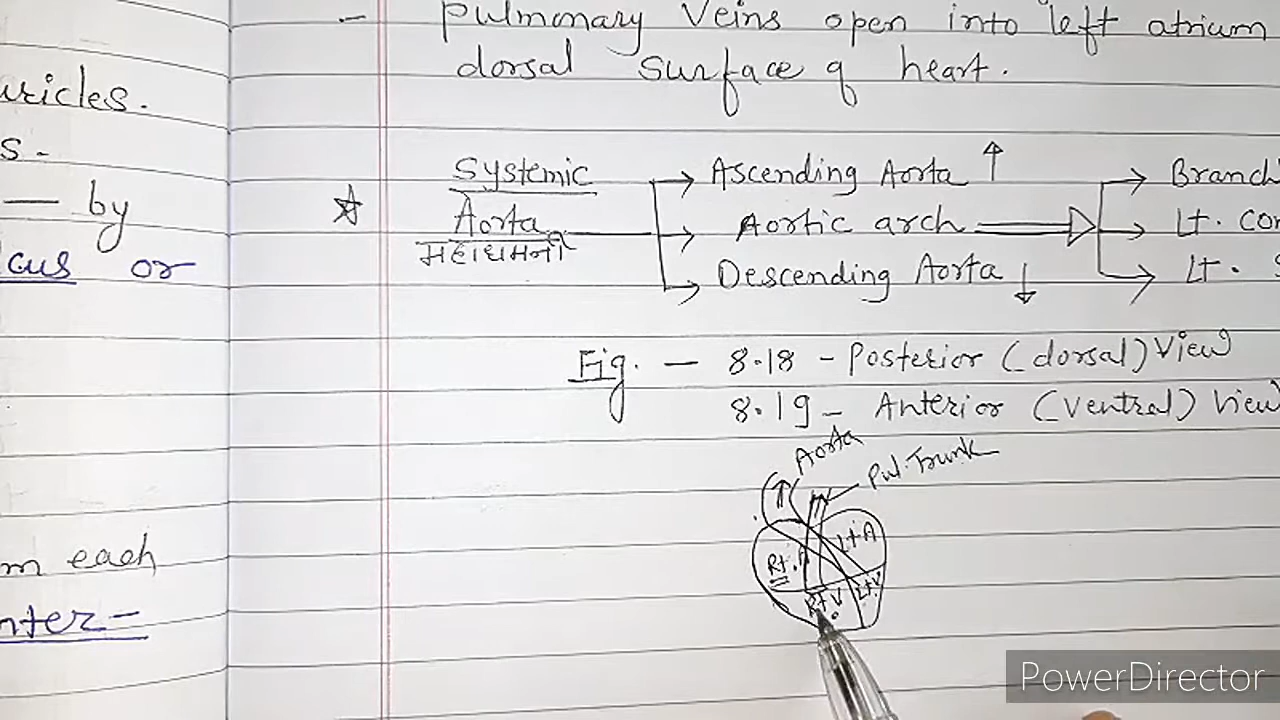 uricles.
s.
— by
cus or
m each
nter-
- Pulmonary Veins open into left atrium
dorsal surface of heart.
☆ Systemic Aorta
महाधमनी
→ Ascending Aorta ↑
→ Aortic arch
→ Descending Aorta ↓
→ Branch
→ Lt. Con
→ Lt. S
Fig. - 8.18 - Posterior (dorsal) View
8.19 - Anterior (ventral) View
Aorta
Pul. Trunk
Rt. A
Lt A
Rt V
Lt. V
PowerDirector